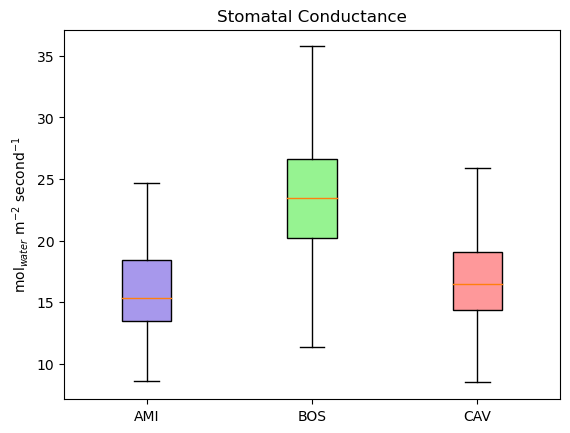 Stomatal Conductance
mol_water m⁻² second⁻¹
35
30
25
20
15
10
AMI BOS CAV